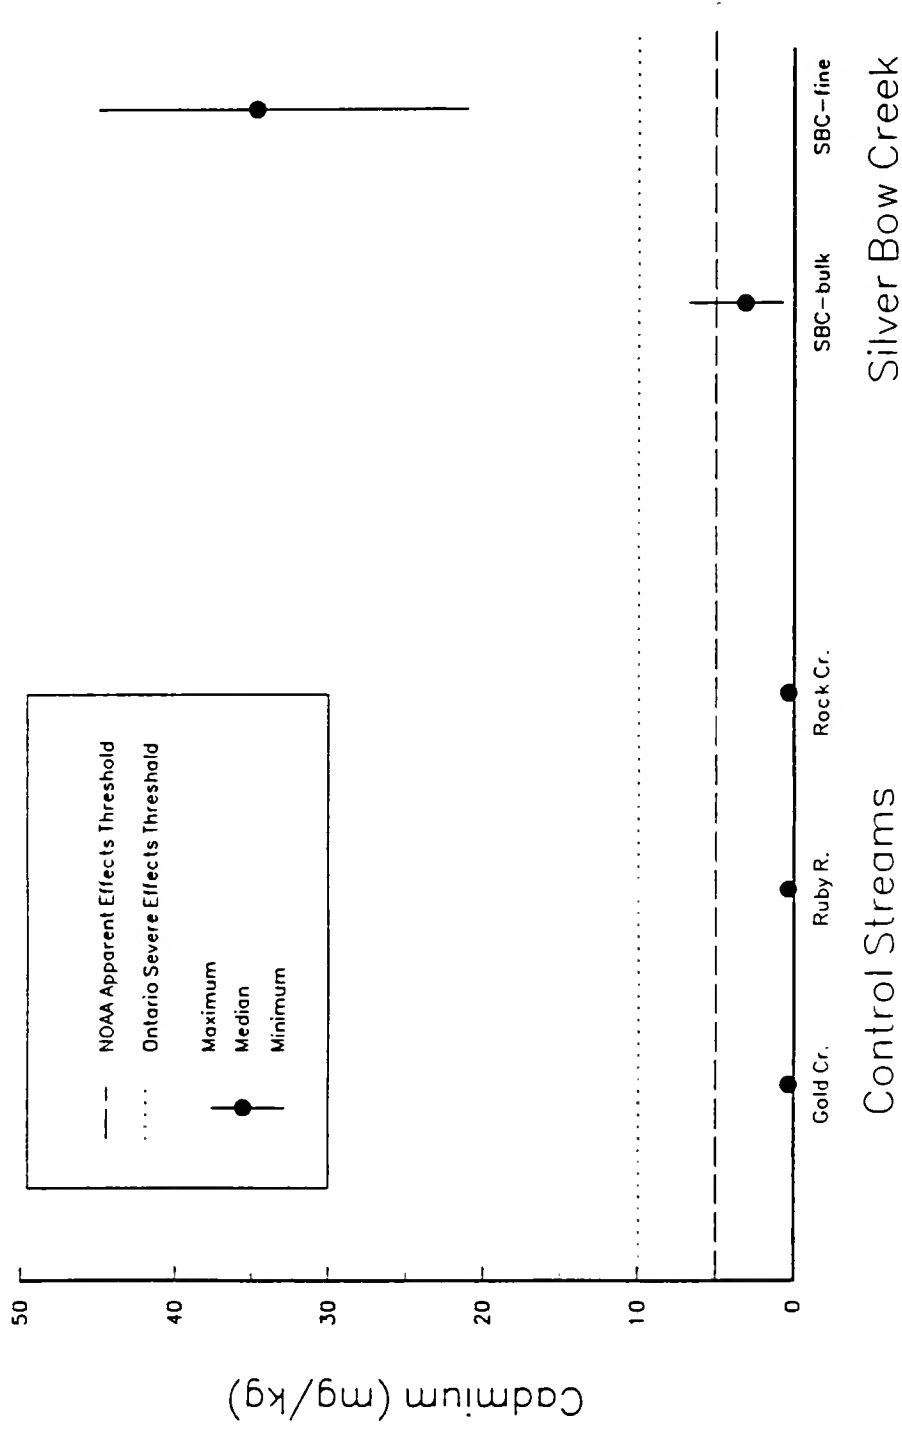 Cadmium (mg/kg)
50
40
30
20
10
0
NOAA Apparent Effects Threshold
Ontario Severe Effects Threshald
Maximum
Median
Minimum
Gold Cr.
Ruby R.
Rock Cr.
SBC-bulk
SBC-fine
Control Streams
Silver Bow Creek